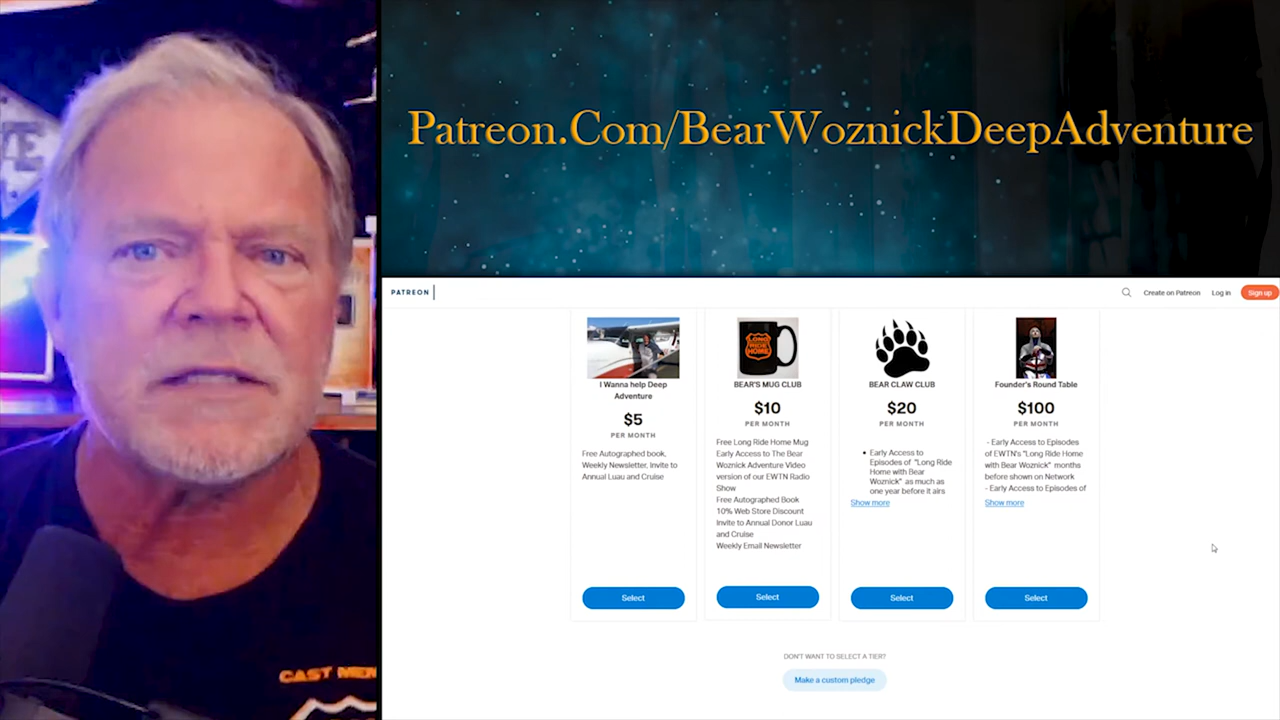 Patreon.Com/BearWoznickDeepAdventure
PATREON
Create on Patreon
Log in
Sign up
I Wanna help Deep
Adventure
$5
PER MONTH
Free Autographed book,
Weekly Newsletter, Invite to
Annual Luau and Cruise
Select
LONG
RIDE
HOME
BEAR'S MUG CLUB
$10
PER MONTH
Free Long Ride Home Mug
Early Access to The Bear
Woznick Adventure Video
version of our EWTN Radio
Show
Free Autographed Book
10% Web Store Discount
Invite to Annual Donor Luau
and Cruise
Weekly Email Newsletter
Select
BEAR CLAW CLUB
$20
PER MONTH
• Early Access to
Episodes of "Long Ride
Home with Bear
Woznick" as much as
one year before it airs
Show more
Select
Founder's Round Table
$100
PER MONTH
- Early Access to Episodes
of EWTN's "Long Ride Home
with Bear Woznick" months
before shown on Network
- Early Access to Episodes of
Show more
Select
DON'T WANT TO SELECT A TIER?
Make a custom pledge
CAST